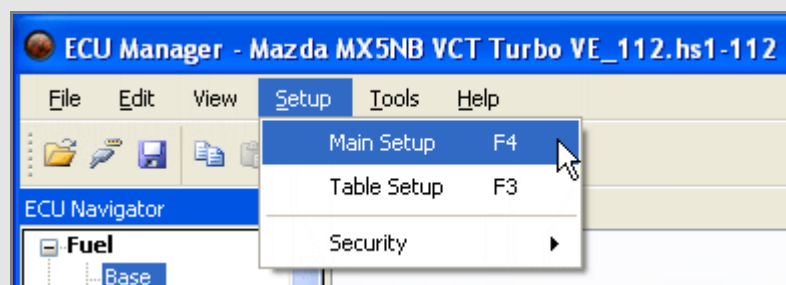 ECU Manager - Mazda MX5NB VCT Turbo VE_112.hs1-112
File Edit View Setup Tools Help
Main Setup F4
Table Setup F3
ECU Navigator
Security
Fuel
Base